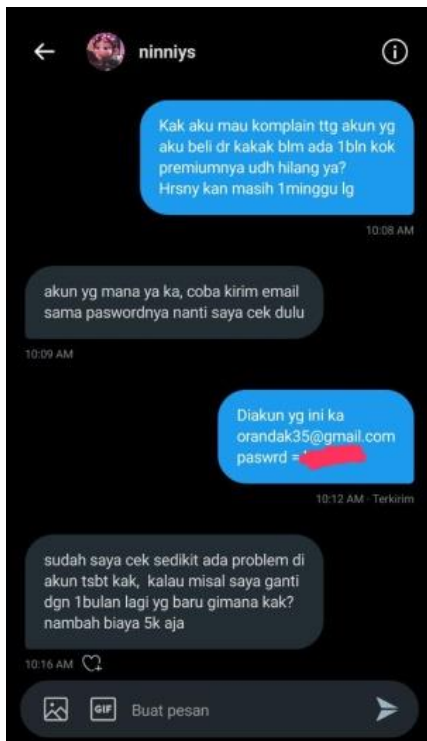 ninniys
Kak aku mau komplain ttg akun yg
aku beli dr kakak blm ada 1bln kok
premiumnya udh hilang ya?
Hrsny kan masih 1minggu lg
10:08 AM
akun yg mana ya ka, coba kirim email
sama paswordnya nanti saya cek dulu
10:09 AM
Diakun yg ini ka
orandak35@gmail.com
paswrd =
10:12 AM · Terkirim
sudah saya cek sedikit ada problem di
akun tsbt kak, kalau misal saya ganti
dgn 1bulan lagi yg baru gimana kak?
nambah biaya 5k aja
10:16 AM
GIF Buat pesan